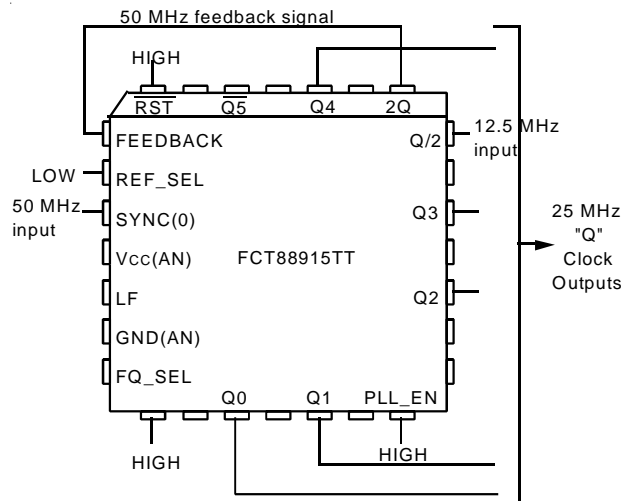 50 MHz feedback signal
HIGH
RST
Q5
Q4
2Q
FEEDBACK
Q/2
12.5 MHz
input
LOW
REF_SEL
50 MHz
input
SYNC(0)
Q3
25 MHz
"Q"
Clock
Outputs
VCC(AN)
FCT88915TT
LF
Q2
GND(AN)
FQ_SEL
Q0
Q1
PLL_EN
HIGH
HIGH